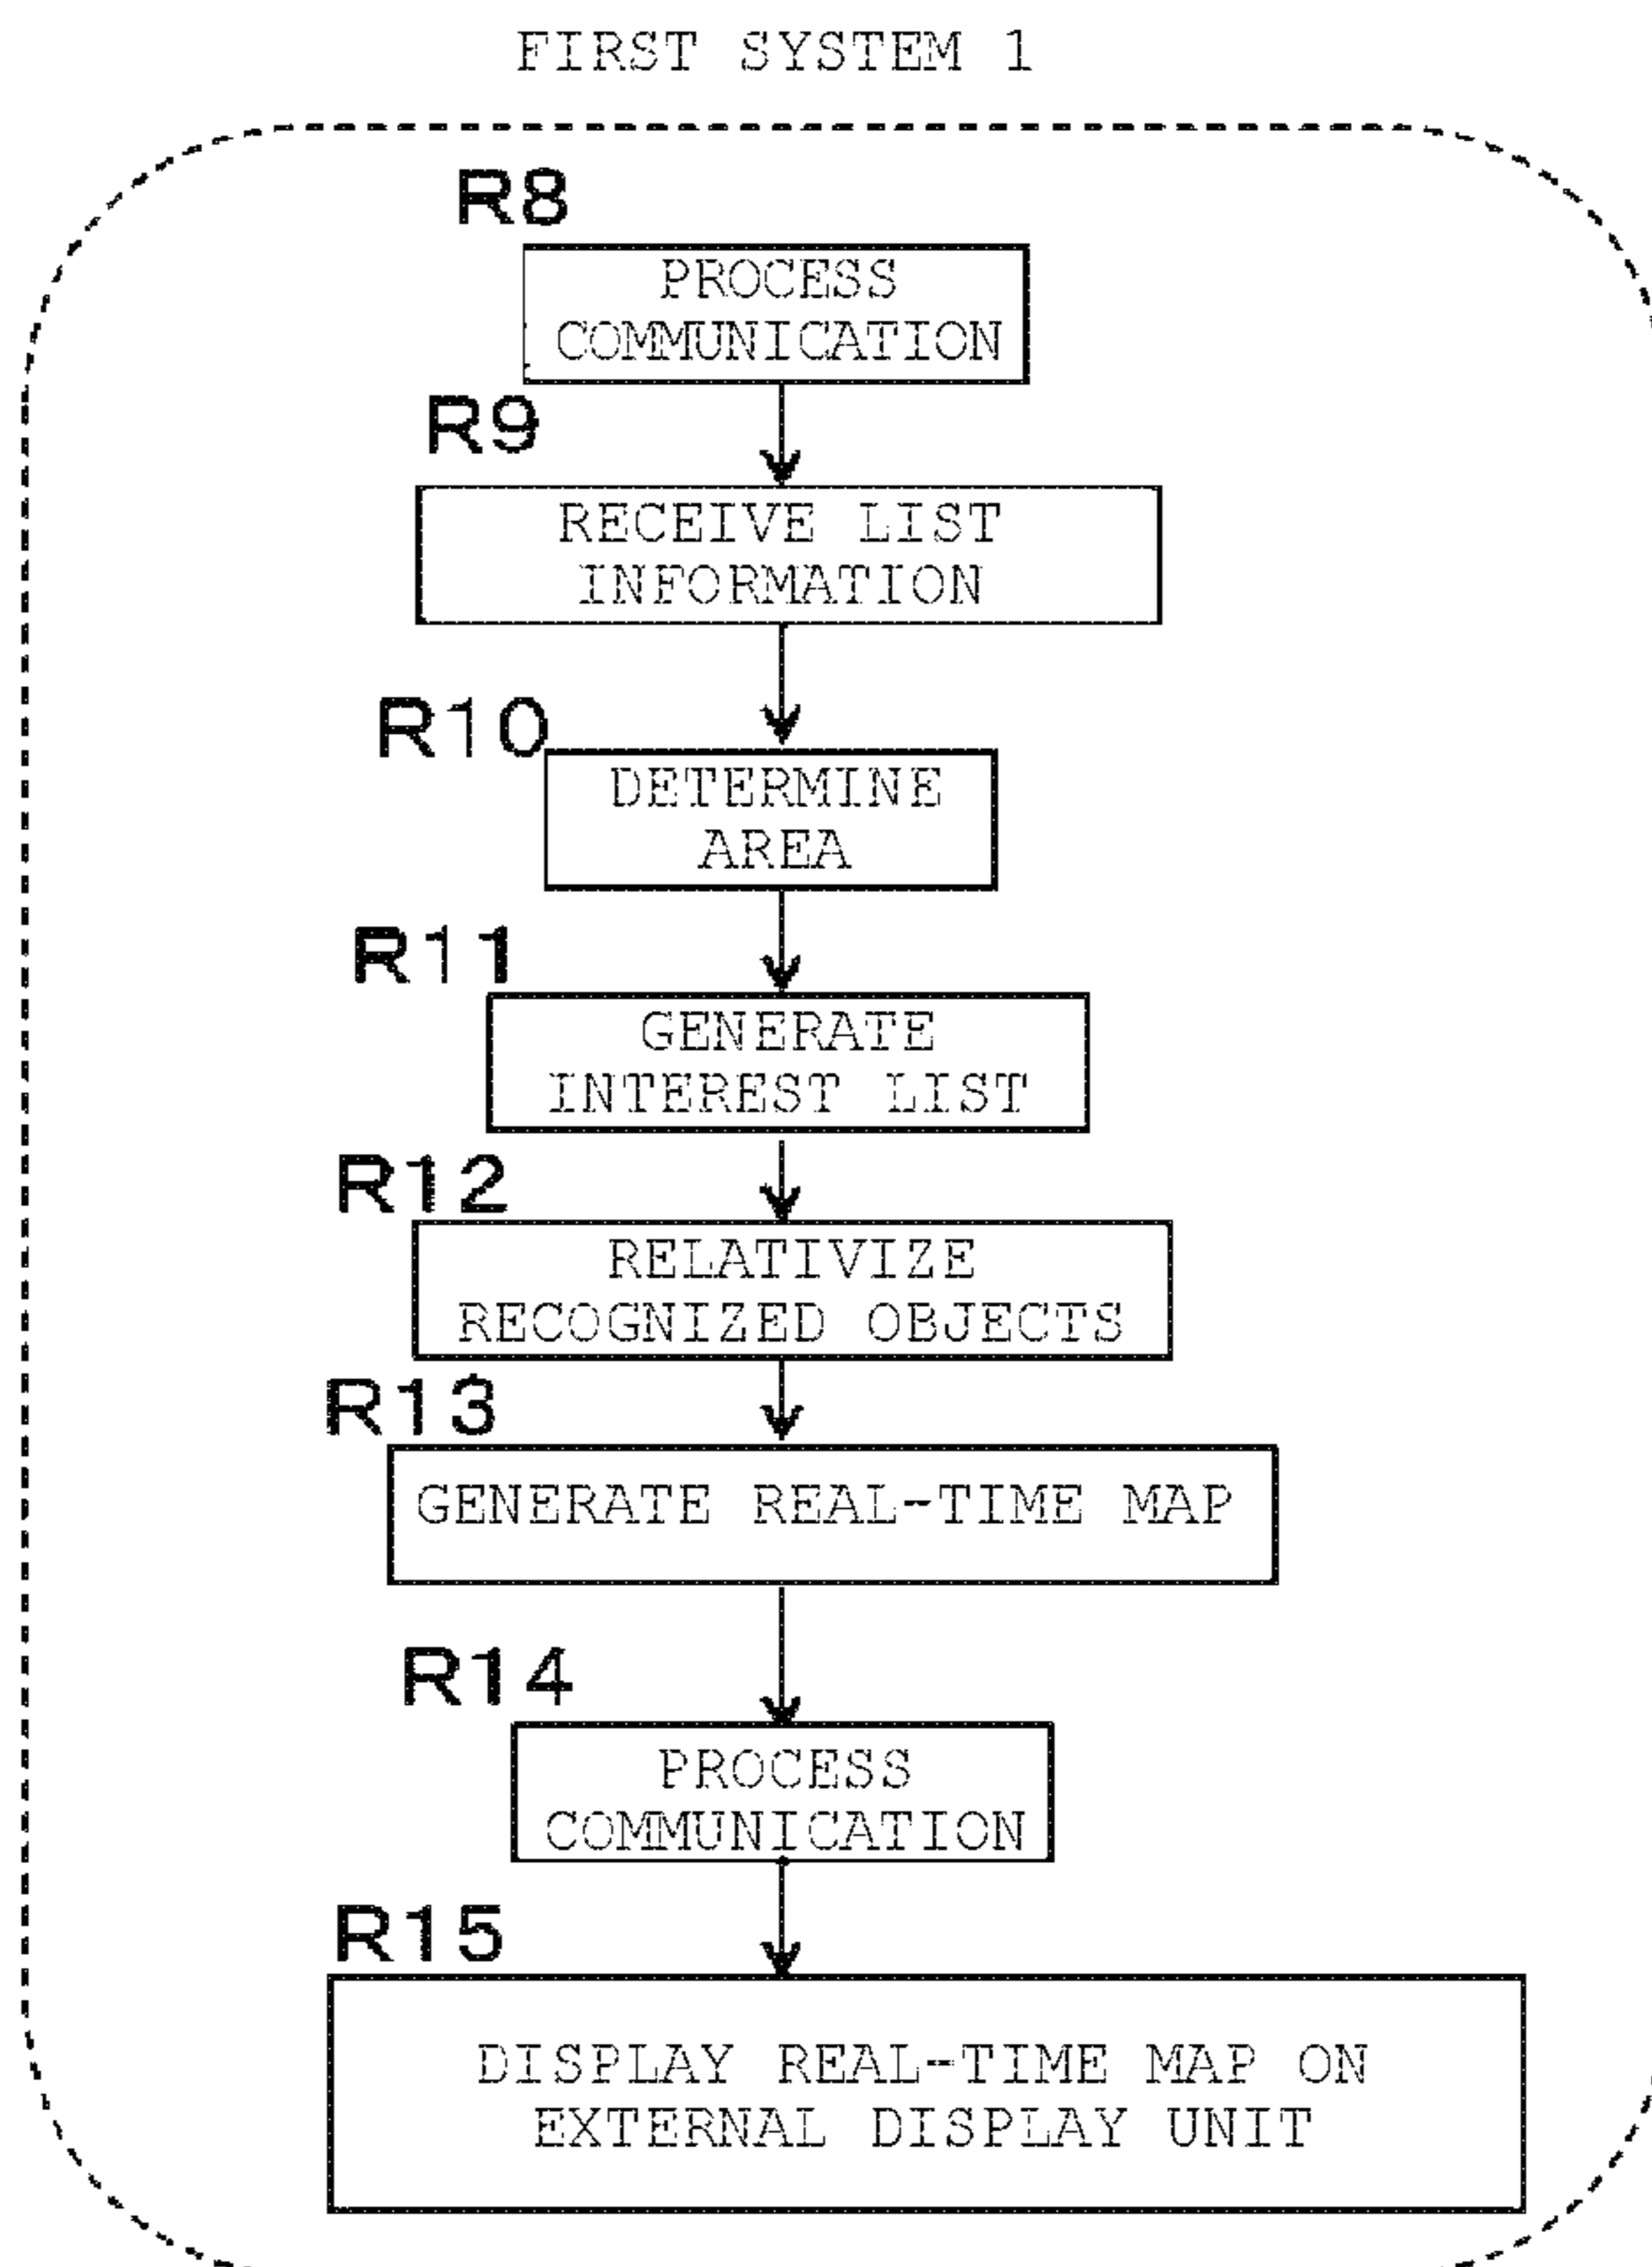 FIRST SYSTEM 1
R8
PROCESS
COMMUNICATION
R9
RECEIVE LIST
INFORMATION
R10
DETERMINE
AREA
R11
GENERATE
INTEREST LIST
R12
RELATIVIZE
RECOGNIZED OBJECTS
R13
GENERATE REAL-TIME MAP
R14
PROCESS
COMMUNICATION
R15
DISPLAY REAL-TIME MAP ON
EXTERNAL DISPLAY UNIT